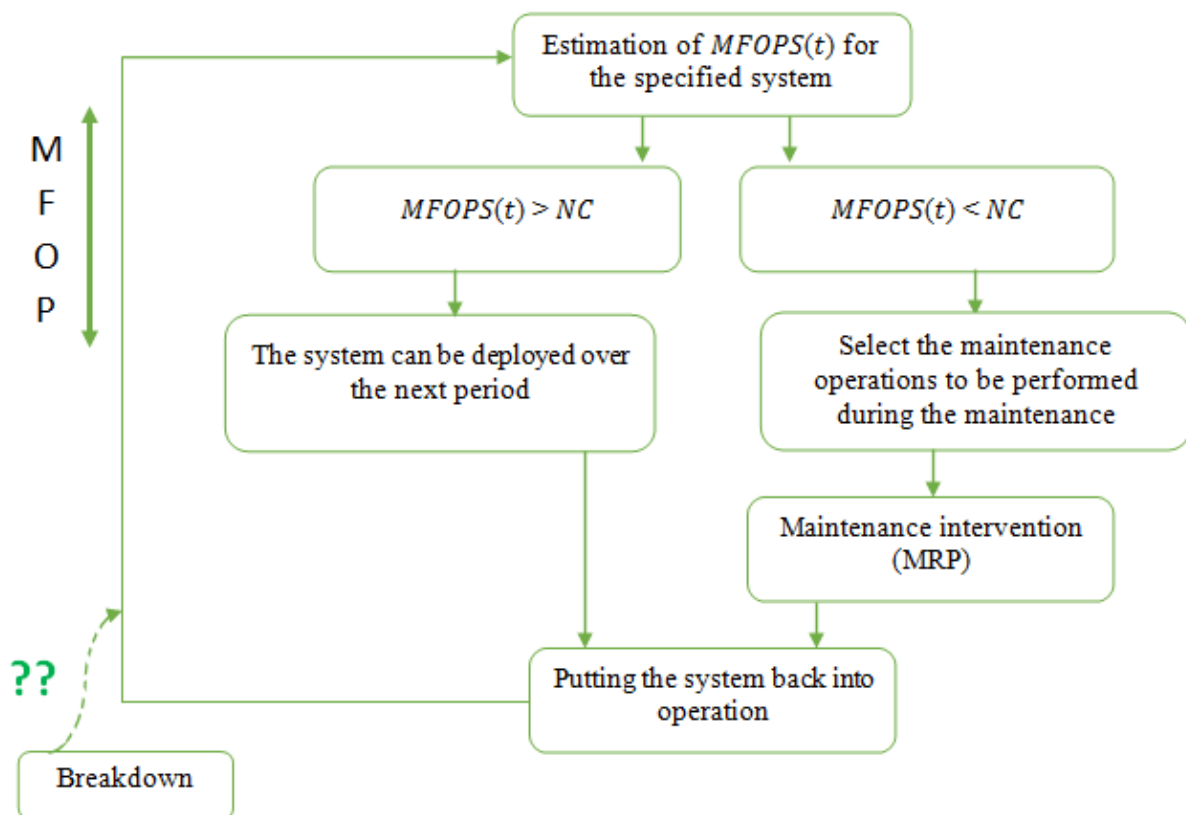 Estimation of MFOPS(t) for
the specified system
M
F
O
P
MFOPS(t) > NC
MFOPS(t) < NC
The system can be deployed over
the next period
Select the maintenance
operations to be performed
during the maintenance
Maintenance intervention
(MRP)
??
Putting the system back into
operation
Breakdown